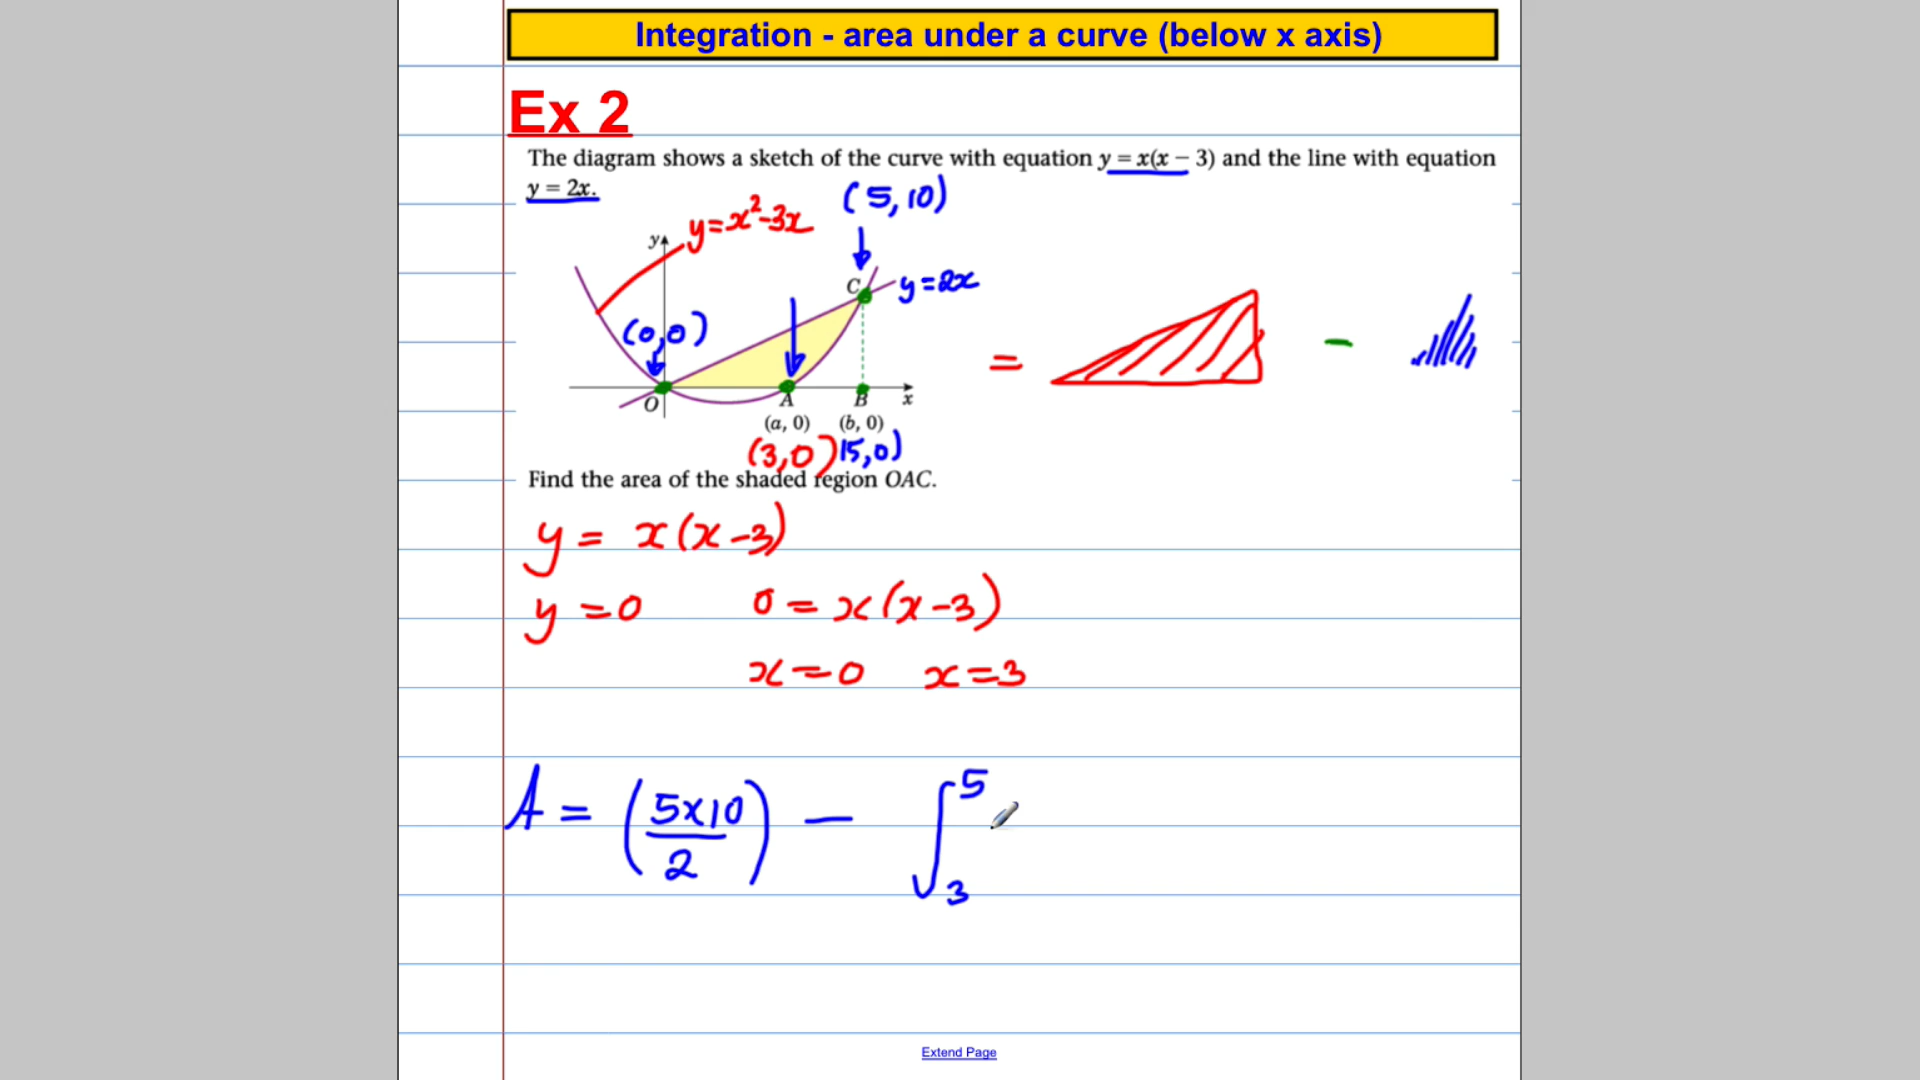 Integration - area under a curve (below x axis)
Ex 2
The diagram shows a sketch of the curve with equation y = x(x − 3) and the line with equation
y = 2x.
(5,10)
y=x²-3x
y
C
y=2x
(0,0)
= -
O A B x
(a, 0) (b, 0)
(3,0) (5,0)
Find the area of the shaded region OAC.
y = x(x-3)
y=0 0=x(x-3)
x=0 x=3
A = (5x10/2) − ∫₃⁵
Extend Page